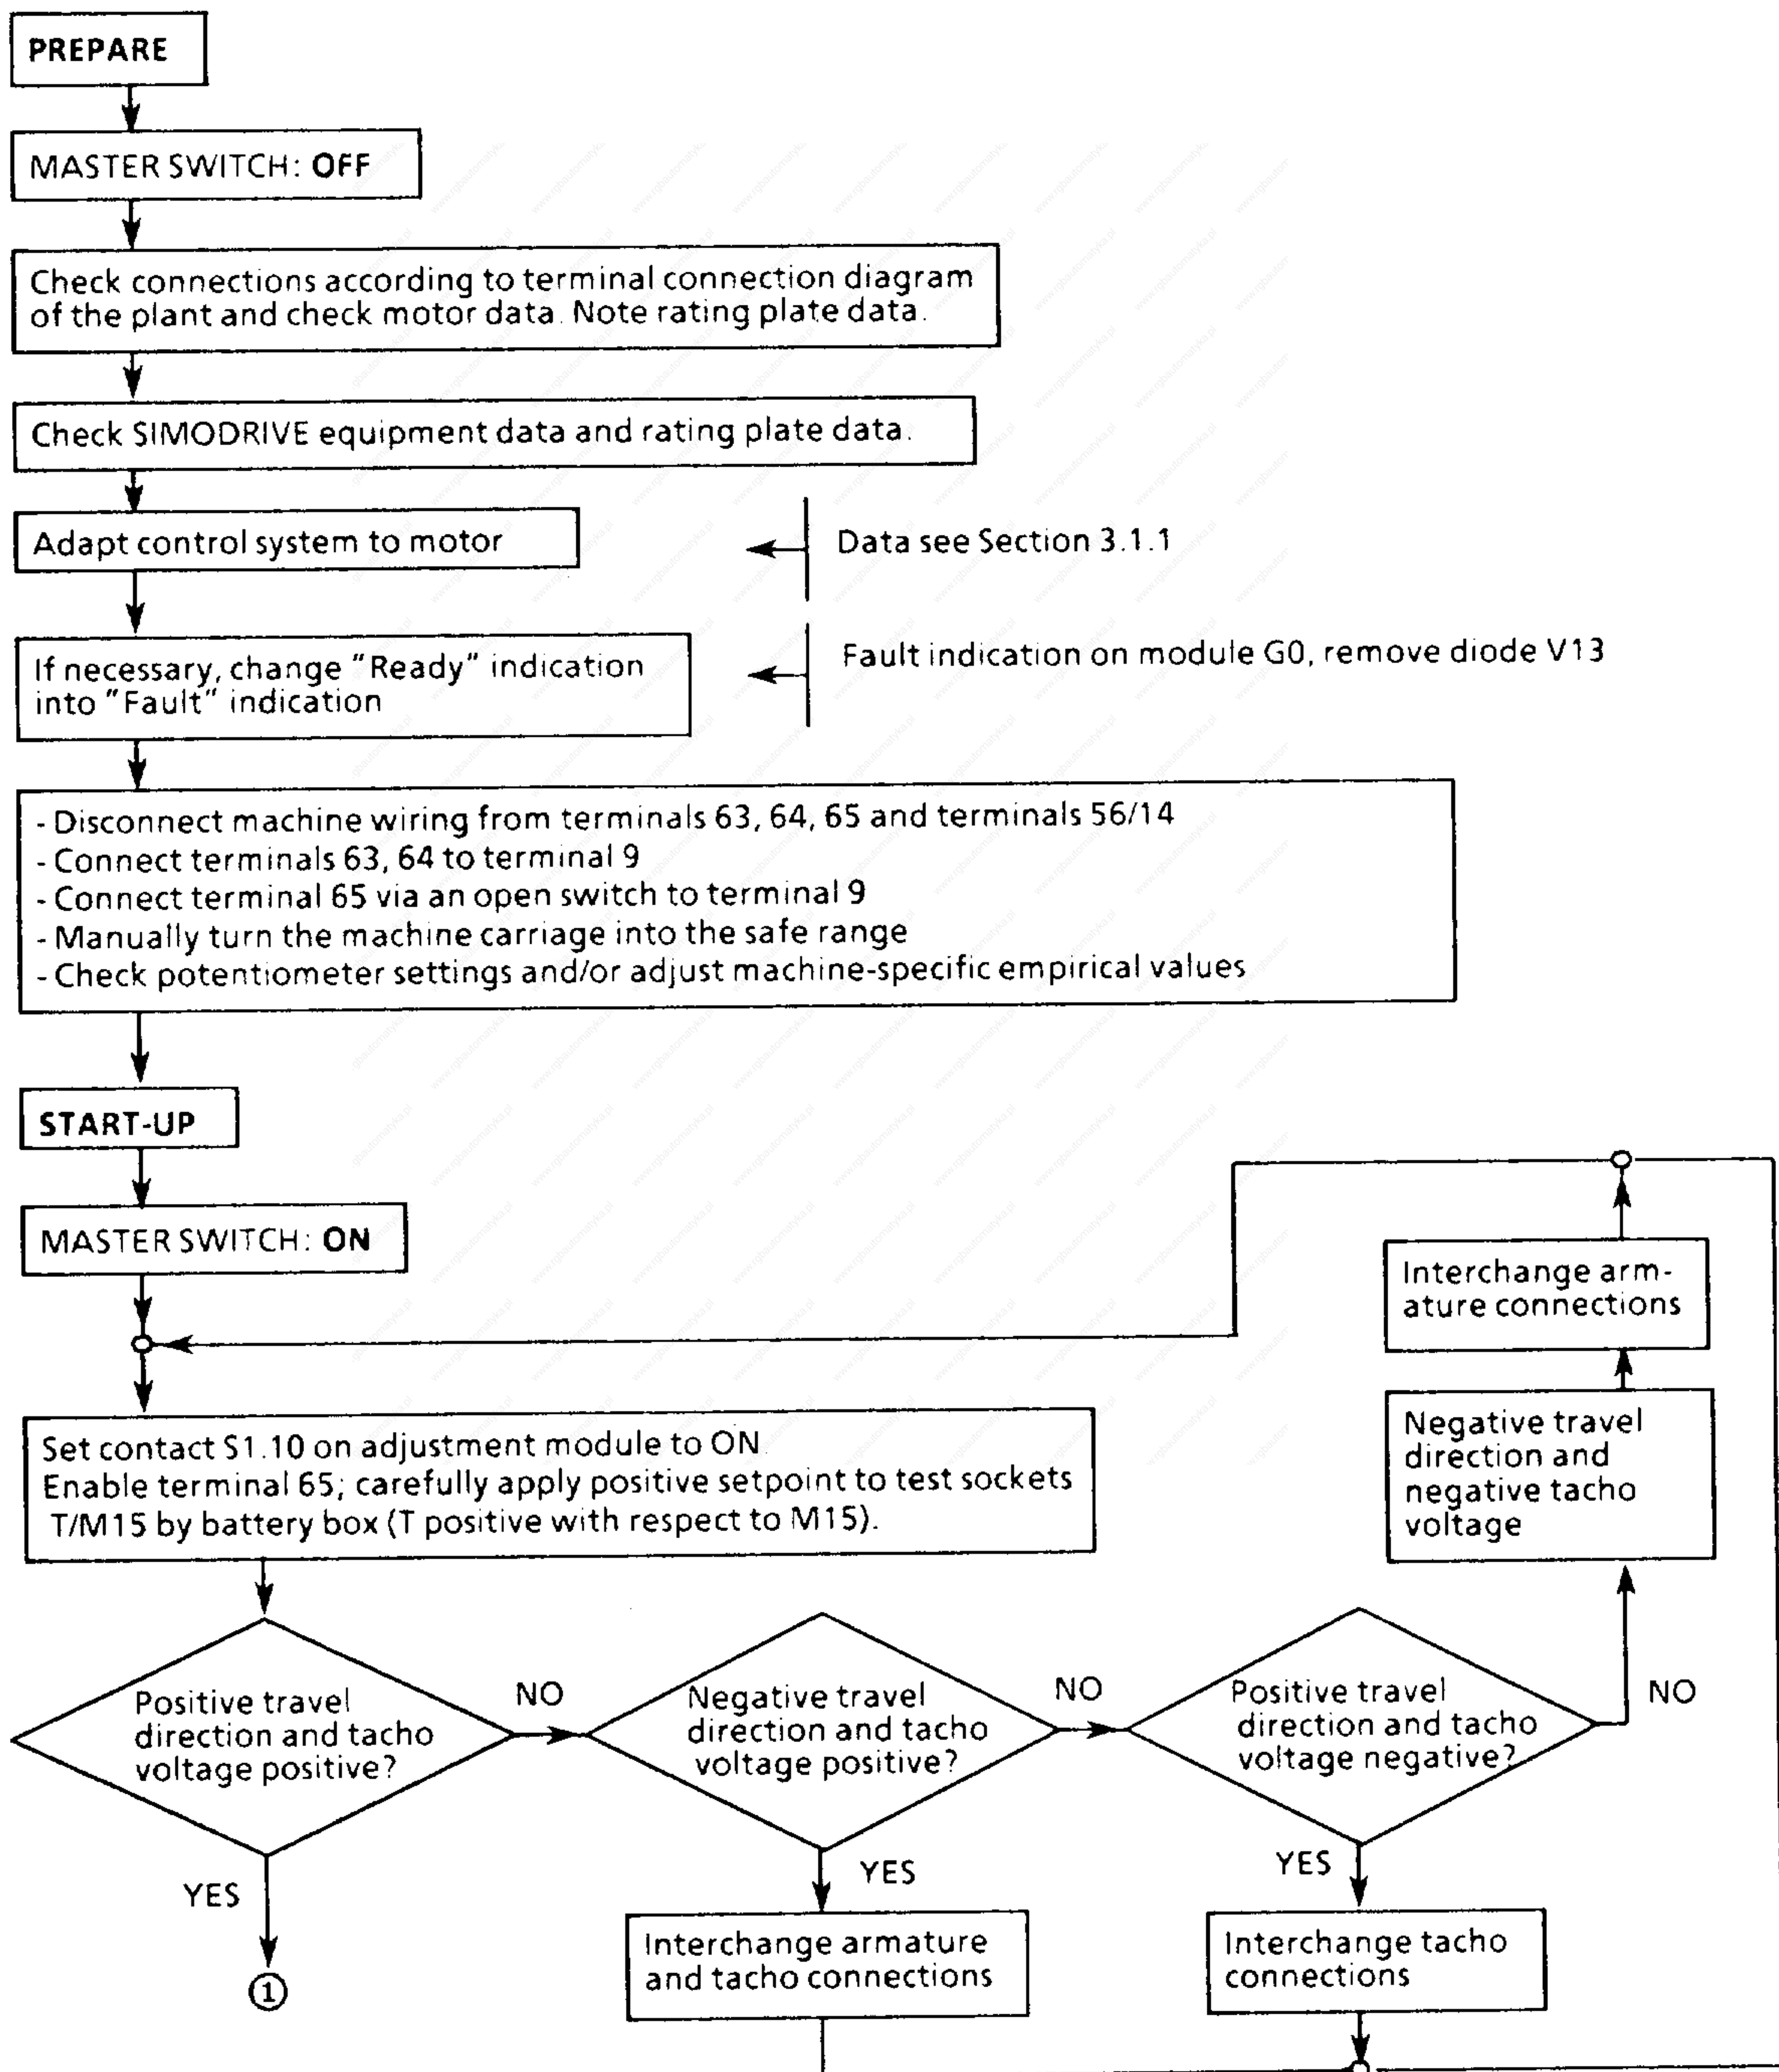 PREPARE
MASTER SWITCH: OFF
Check connections according to terminal connection diagram
of the plant and check motor data. Note rating plate data.
Check SIMODRIVE equipment data and rating plate data.
Adapt control system to motor
Data see Section 3.1.1
If necessary, change "Ready" indication
into "Fault" indication
Fault indication on module G0, remove diode V13
- Disconnect machine wiring from terminals 63, 64, 65 and terminals 56/14
- Connect terminals 63, 64 to terminal 9
- Connect terminal 65 via an open switch to terminal 9
- Manually turn the machine carriage into the safe range
- Check potentiometer settings and/or adjust machine-specific empirical values
START-UP
MASTER SWITCH: ON
Interchange arm-
ature connections
Negative travel
direction and
negative tacho
voltage
Set contact S1.10 on adjustment module to ON.
Enable terminal 65; carefully apply positive setpoint to test sockets
T/M15 by battery box (T positive with respect to M15).
Positive travel
direction and tacho
voltage positive?
NO
Negative travel
direction and tacho
voltage positive?
NO
Positive travel
direction and tacho
voltage negative?
NO
YES
YES
YES
1
Interchange armature
and tacho connections
Interchange tacho
connections
www.rgbautomatyka.pl